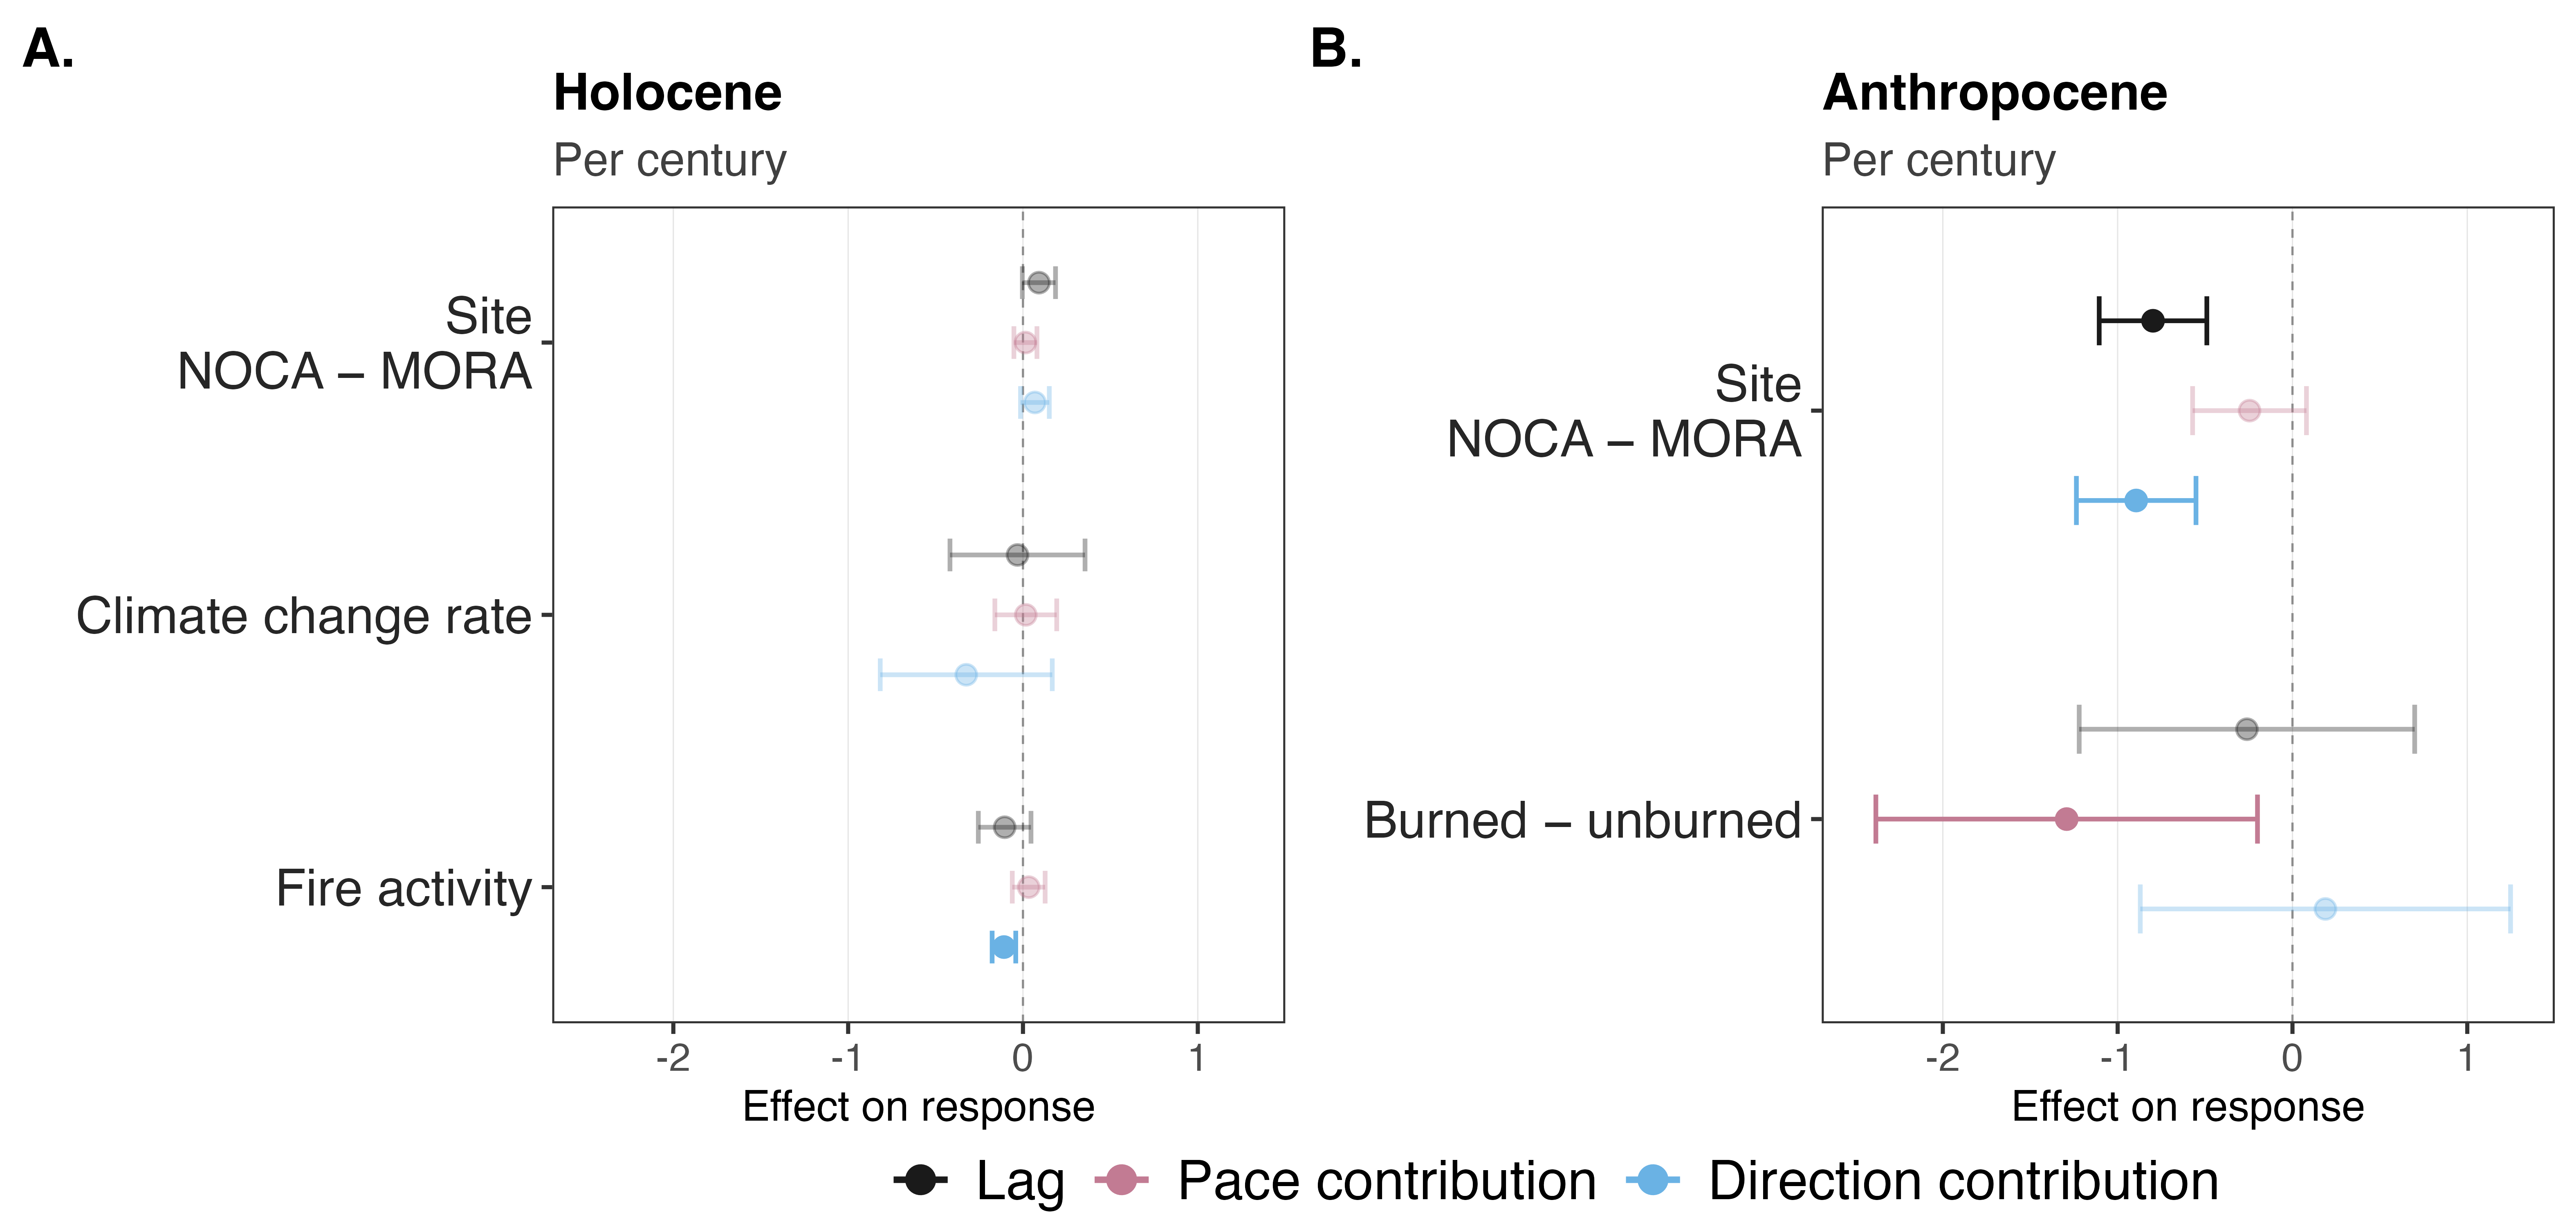 A.
Holocene
Per century
Site
NOCA – MORA
Climate change rate
Fire activity
-2 -1 0 1
Effect on response
B.
Anthropocene
Per century
Site
NOCA – MORA
Burned – unburned
-2 -1 0 1
Effect on response
Lag Pace contribution Direction contribution